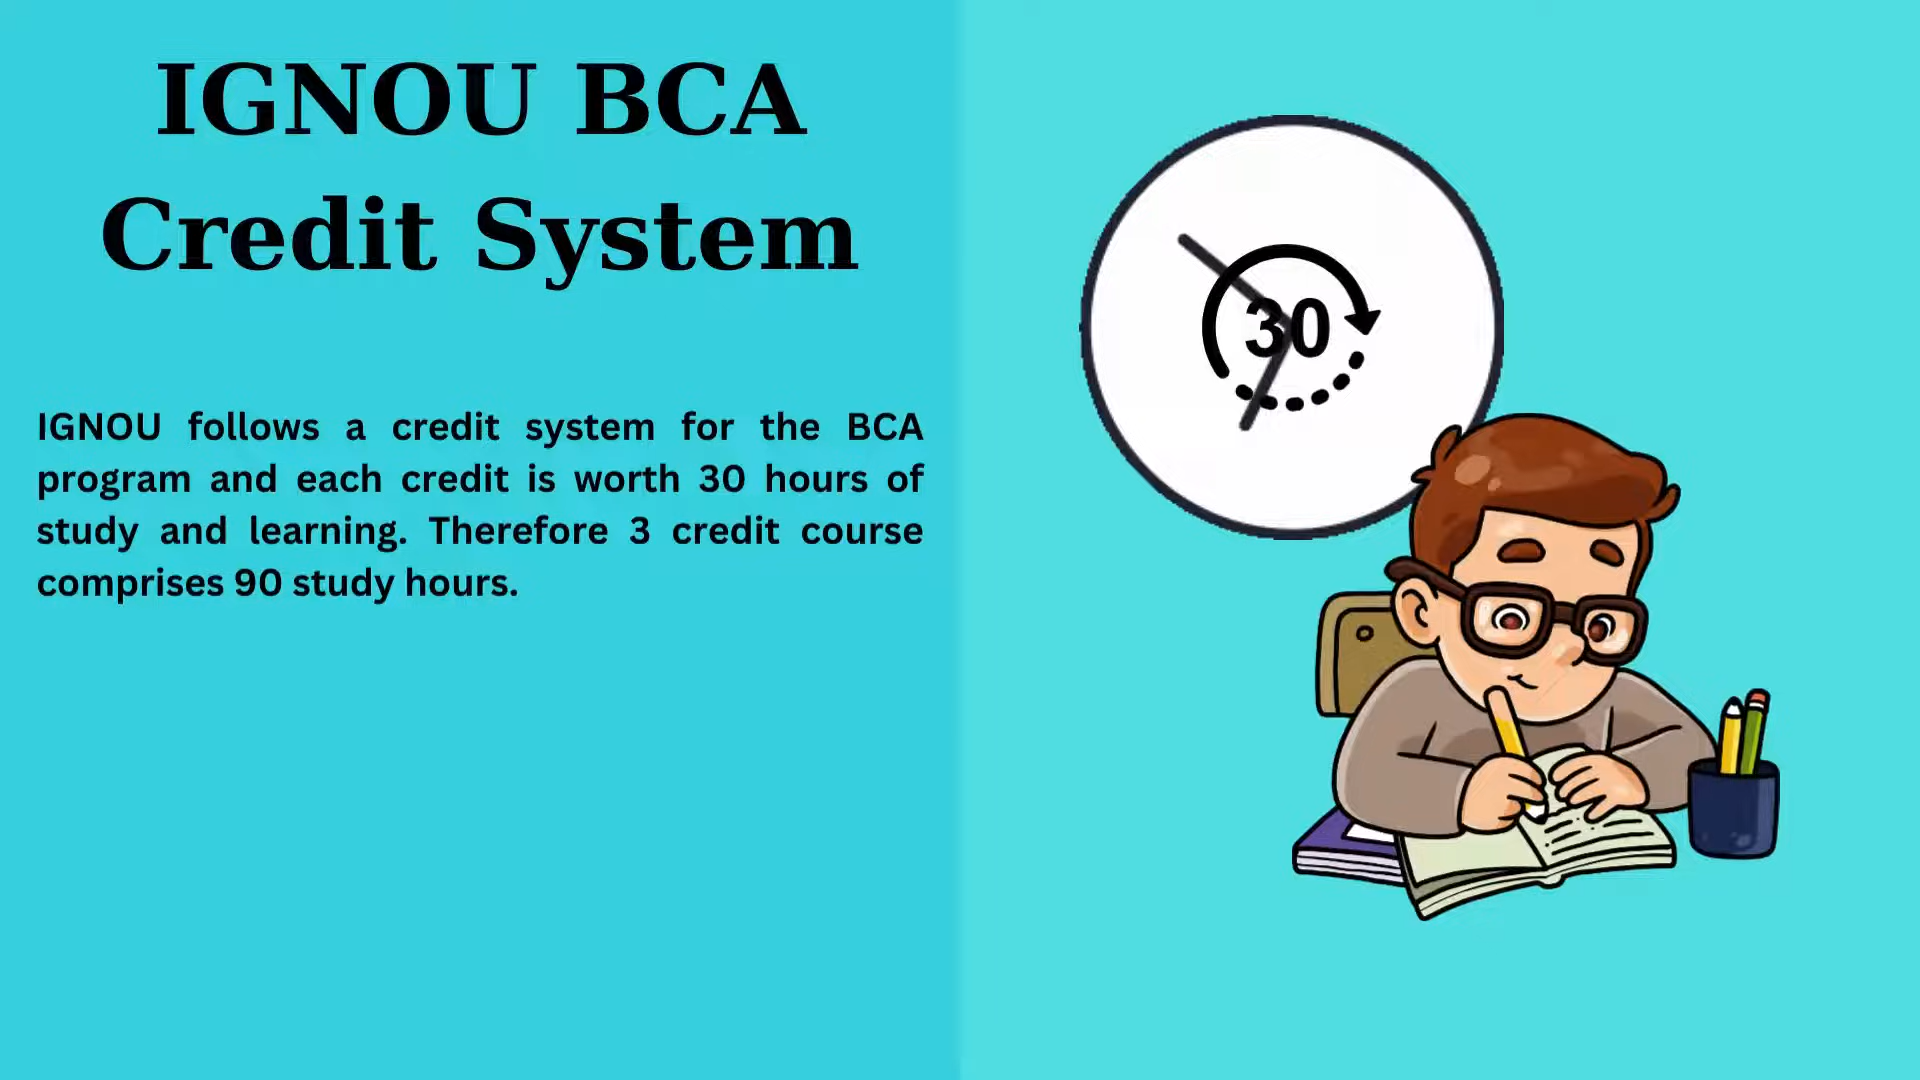 IGNOU BCA
Credit System
IGNOU follows a credit system for the BCA
program and each credit is worth 30 hours of
study and learning. Therefore 3 credit course
comprises 90 study hours.
30